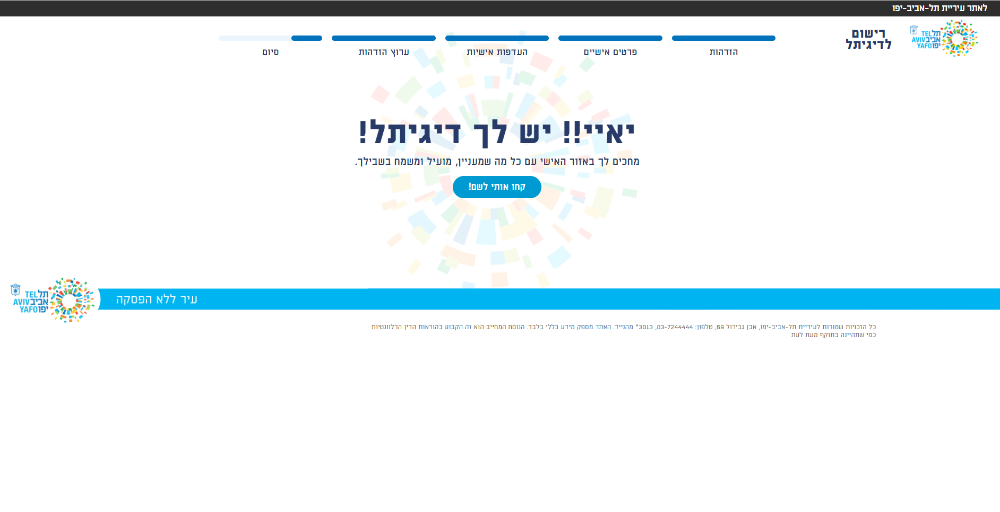 לאתר עיריית תל-אביב-יפו
תל TEL
אביב AVIV
יפו YAFO
רישום
לדיגיתל
הזדהות
פרטים אישיים
העדפות אישיות
ערוץ הזדהות
סיום
יאיי!! יש לך דיגיתל!
מחכים לך באזור האישי עם כל מה שמעניין, מועיל ומשמח בשבילך.
קחו אותי לשם!
תל TEL
אביב AVIV
יפו YAFO
עיר ללא הפסקה
כל הזכויות שמורות לעיריית תל-אביב-יפו, אבן גבירול 69, טלפון: 03-7244444, 3013* מהנייד. האתר מספק מידע כללי בלבד. הנוסח המחייב הוא זה הקבוע בהוראות הדין הרלוונטיות
כפי שתהיינה בתוקף מעת לעת